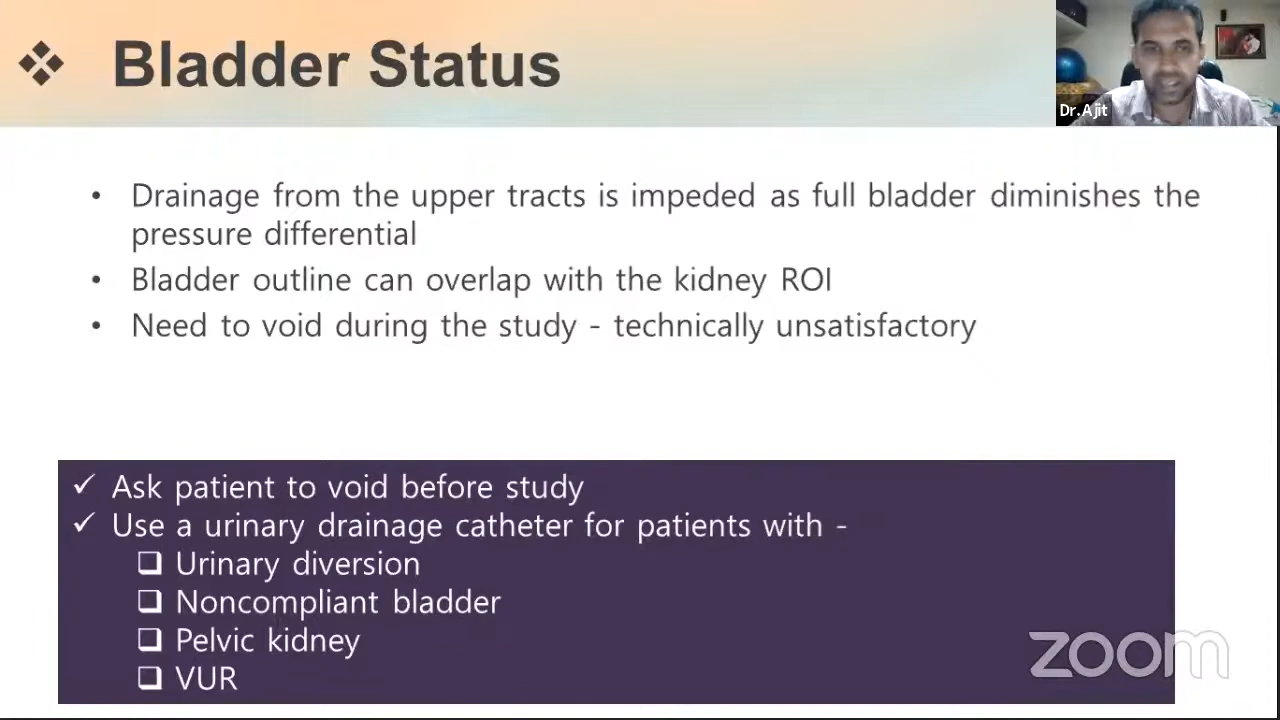 ❖ Bladder Status
Dr.Ajit
• Drainage from the upper tracts is impeded as full bladder diminishes the
pressure differential
• Bladder outline can overlap with the kidney ROI
• Need to void during the study - technically unsatisfactory
✓ Ask patient to void before study
✓ Use a urinary drainage catheter for patients with -
❑ Urinary diversion
❑ Noncompliant bladder
❑ Pelvic kidney
❑ VUR
zoom